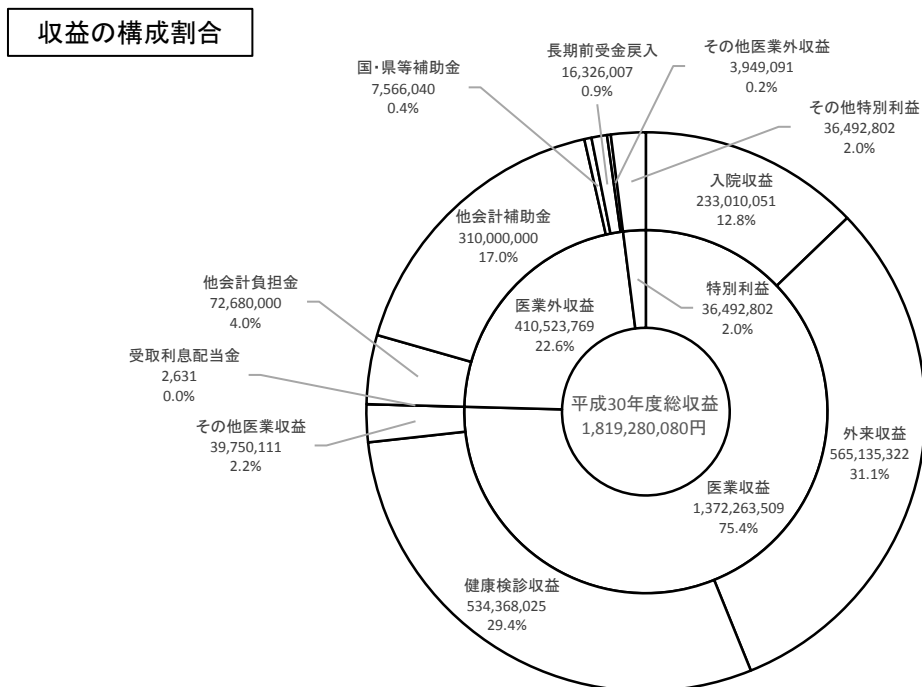 収益の構成割合
国・県等補助金
7,566,040
0.4%
長期前受金戻入
16,326,007
0.9%
その他医業外収益
3,949,091
0.2%
その他特別利益
36,492,802
2.0%
入院収益
233,010,051
12.8%
他会計補助金
310,000,000
17.0%
他会計負担金
72,680,000
4.0%
医業外収益
410,523,769
22.6%
特別利益
36,492,802
2.0%
受取利息配当金
2,631
0.0%
その他医業収益
39,750,111
2.2%
平成30年度総収益
1,819,280,080円
外来収益
565,135,322
31.1%
医業収益
1,372,263,509
75.4%
健康検診収益
534,368,025
29.4%